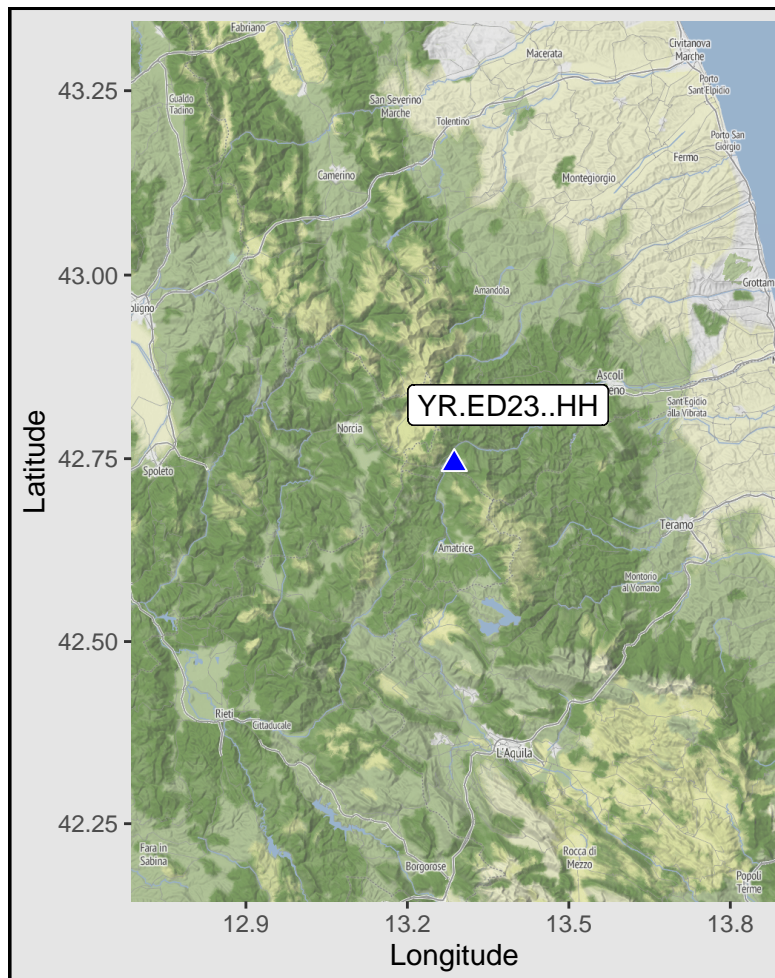 Fabriano
Civitanova
Marche
Macerata
43.25
Gualdo
Tadino
San Severino
Marche
Porto
Sant'Elpidio
Tolentino
Porto San
Giorgio
Fermo
Camerino
Montegiorgio
43.00
Amandola
Grottam
oligno
Ascoli
eno
YR.ED23..HH
Sant'Egidio
alla Vibrata
Norcia
42.75
Spoleto
Latitude
Teramo
Amatrice
Montorio
al Vomano
42.50
Rieti
Cittaducale
L'Aquila
42.25
Fara in
Sabina
Rocca di
Mezzo
Borgorose
Popoli
Terme
12.9
13.2
13.5
13.8
Longitude